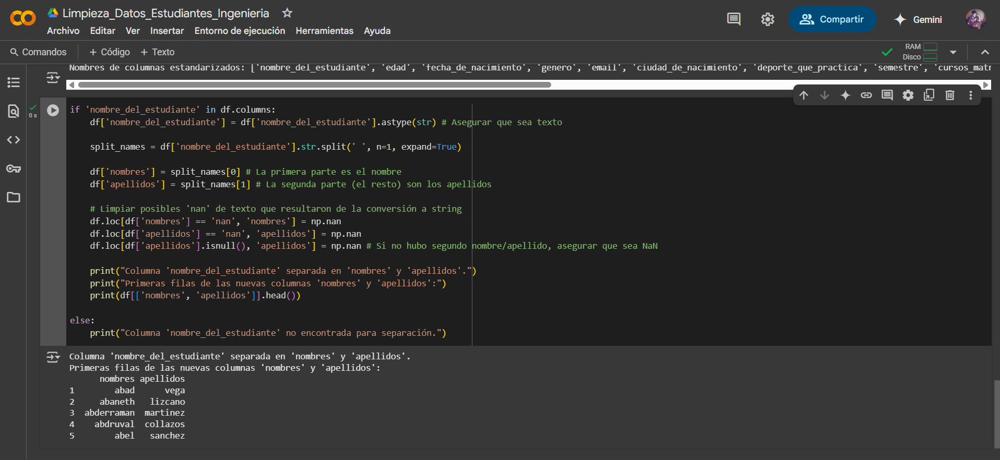 Limpieza_Datos_Estudiantes_Ingenieria
Archivo Editar Ver Insertar Entorno de ejecución Herramientas Ayuda
Compartir
Gemini
Comandos + Código + Texto
RAM
Disco
Nombres de columnas estandarizados: ['nombre_del_estudiante', 'edad', 'fecha_de_nacimiento', 'genero', 'email', 'ciudad_de_nacimiento', 'deporte_que_practica', 'semestre', 'cursos_matr
0 s
if 'nombre_del_estudiante' in df.columns:
    df['nombre_del_estudiante'] = df['nombre_del_estudiante'].astype(str) # Asegurar que sea texto
    split_names = df['nombre_del_estudiante'].str.split(' ', n=1, expand=True)
    df['nombres'] = split_names[0] # La primera parte es el nombre
    df['apellidos'] = split_names[1] # La segunda parte (el resto) son los apellidos
    # Limpiar posibles 'nan' de texto que resultaron de la conversión a string
    df.loc[df['nombres'] == 'nan', 'nombres'] = np.nan
    df.loc[df['apellidos'] == 'nan', 'apellidos'] = np.nan
    df.loc[df['apellidos'].isnull(), 'apellidos'] = np.nan # Si no hubo segundo nombre/apellido, asegurar que sea NaN
    print("Columna 'nombre_del_estudiante' separada en 'nombres' y 'apellidos'.")
    print("Primeras filas de las nuevas columnas 'nombres' y 'apellidos':")
    print(df[['nombres', 'apellidos']].head())
else:
    print("Columna 'nombre_del_estudiante' no encontrada para separación.")
Columna 'nombre_del_estudiante' separada en 'nombres' y 'apellidos'.
Primeras filas de las nuevas columnas 'nombres' y 'apellidos':
      nombres apellidos
1        abad      vega
2     abaneth   lizcano
3  abderraman  martinez
4    abdruval  collazos
5        abel   sanchez